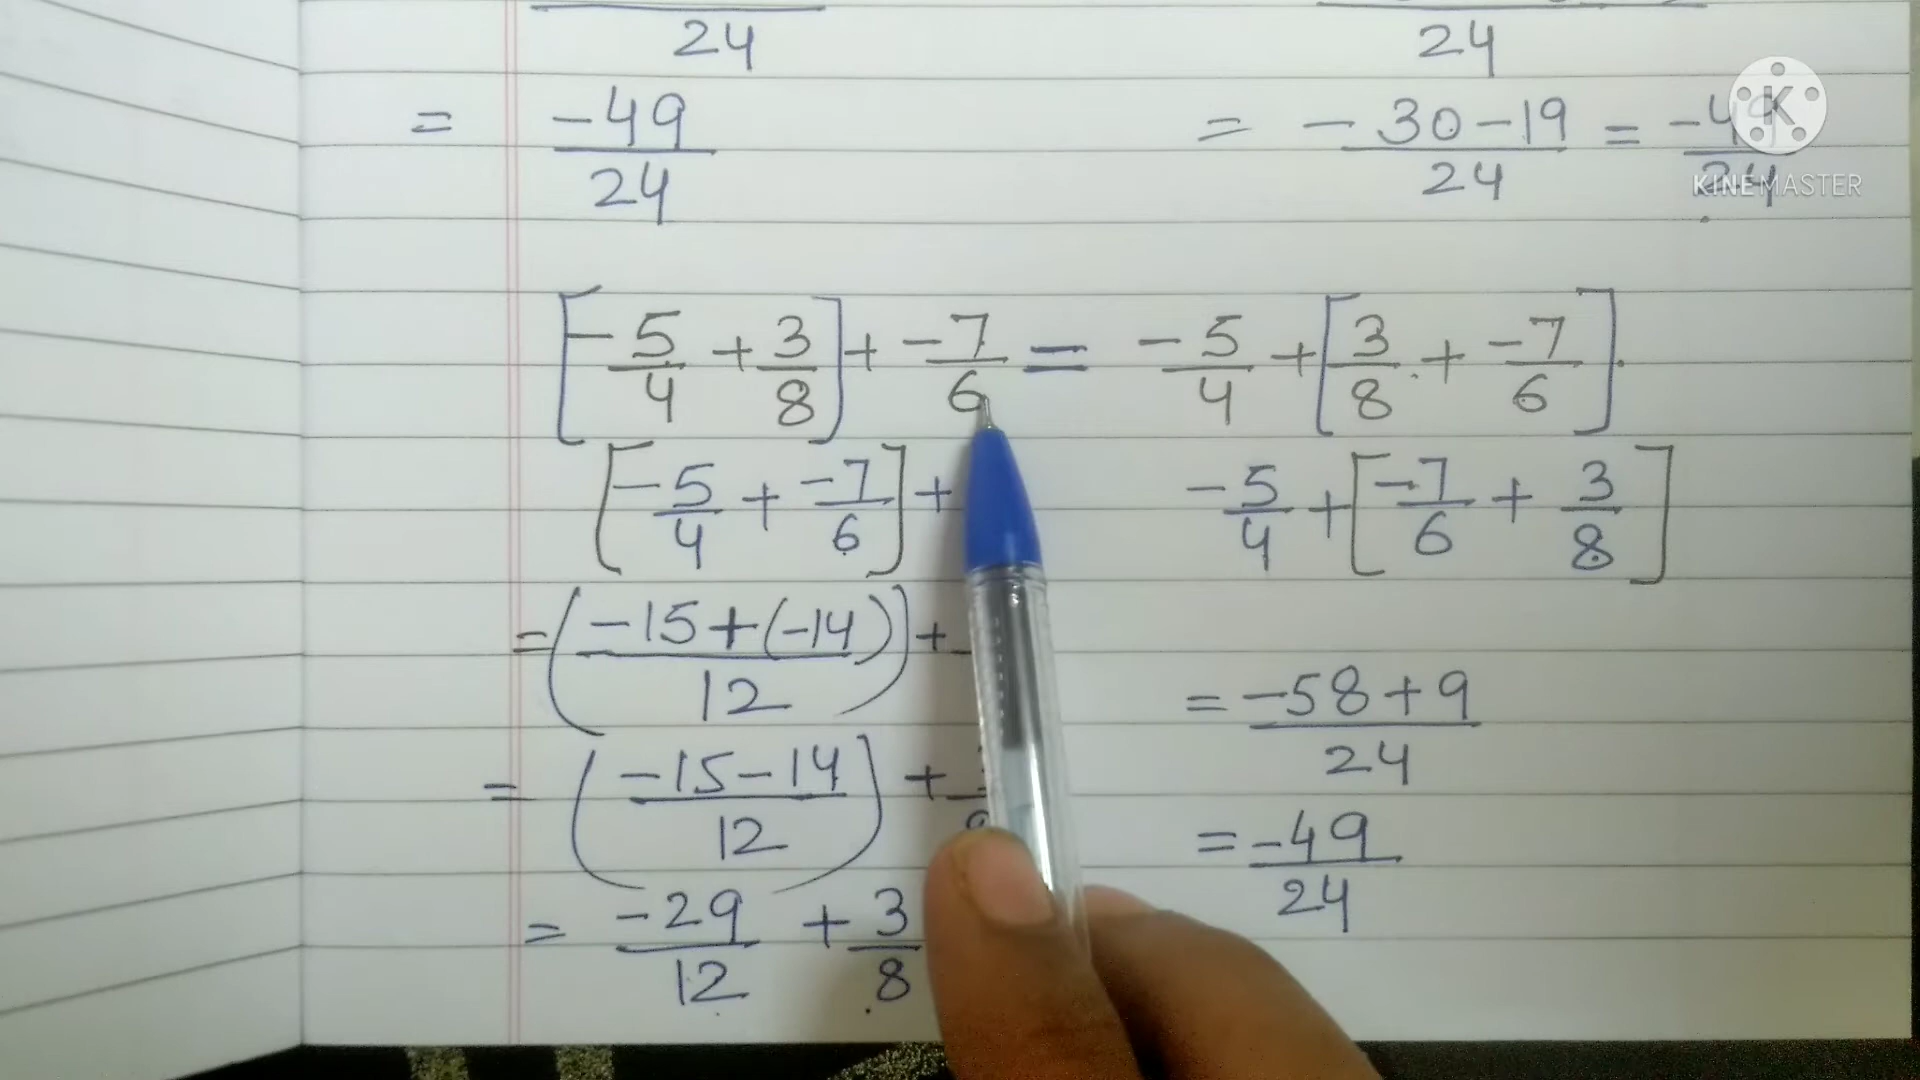 24 24
= -49/24 = -30-19/24 = -49/24
K
KINEMASTER
[-5/4 + 3/8] + -7/6 = -5/4 + [3/8 + -7/6].
[-5/4 + -7/6] + -5/4 + [-7/6 + 3/8]
= (-15+(-14)/12) + = -58+9/24
= (-15-14/12) + = -49/24
= -29/12 + 3/8